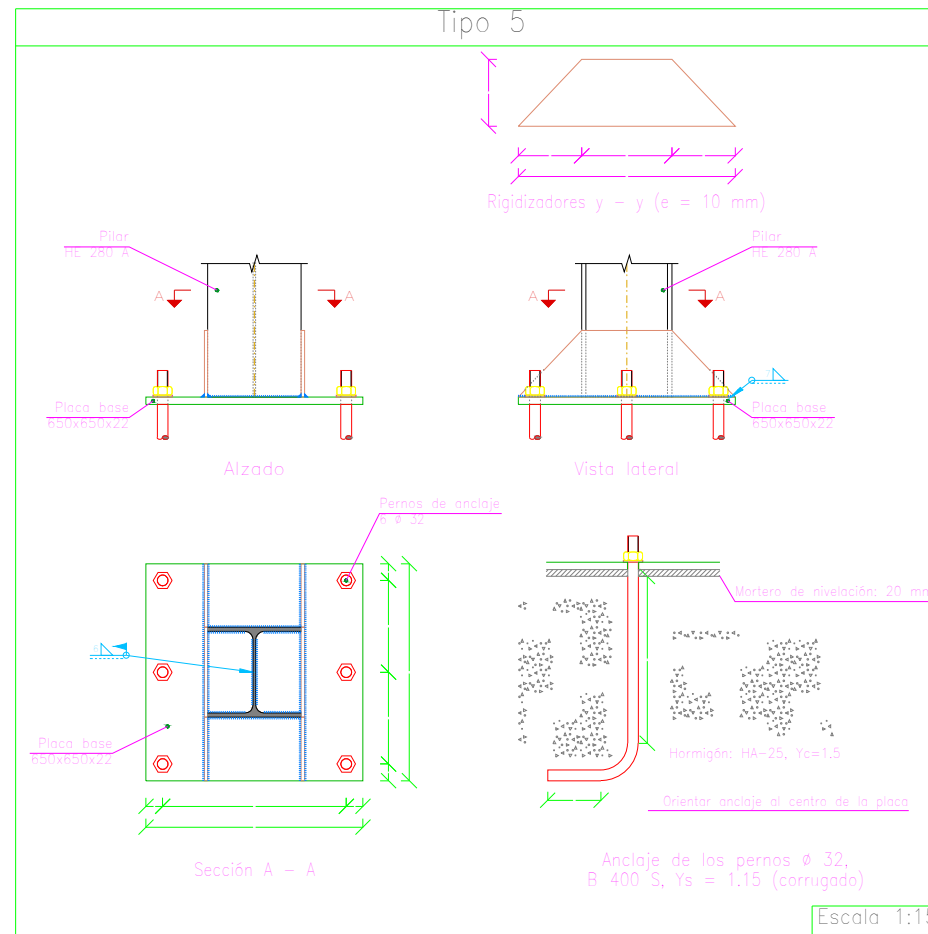 Tipo 5
Rigidizadores y - y (e = 10 mm)
Pilar
HE 280 A
Pilar
HE 280 A
A
A
A
A
Placa base
650x650x22
Placa base
650x650x22
Alzado
Vista lateral
Pernos de anclaje
6 ø 32
Mortero de nivelación: 20 mm
Placa base
650x650x22
Hormigón: HA-25, Yc=1.5
Orientar anclaje al centro de la placa
Sección A - A
Anclaje de los pernos ø 32,
B 400 S, Ys = 1.15 (corrugado)
Escala 1:15